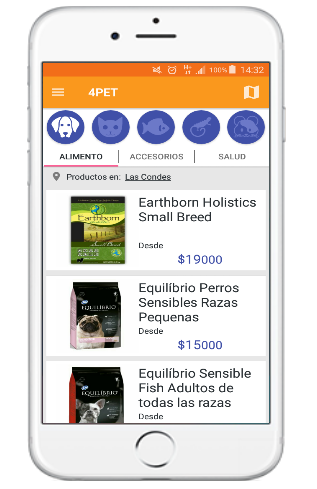 100% 14:32
4PET
ALIMENTO ACCESORIOS SALUD
Productos en: Las Condes
Earthborn
Earthborn Holistics
Small Breed
Desde
$19000
EQUILÍBRIO
Equilíbrio Perros
Sensibles Razas
Pequenas
Desde
$15000
EQUILÍBRIO
Equilíbrio Sensible
Fish Adultos de
todas las razas
Desde